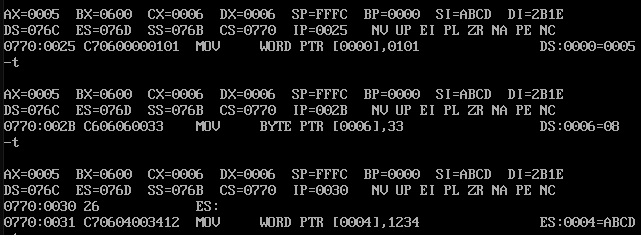 AX=0005 BX=0600 CX=0006 DX=0006 SP=FFFC BP=0000 SI=ABCD DI=2B1E
DS=076C ES=076D SS=076B CS=0770 IP=0025 NV UP EI PL ZR NA PE NC
0770:0025 C70600000101 MOV WORD PTR [0000],0101 DS:0000=0005
-t
AX=0005 BX=0600 CX=0006 DX=0006 SP=FFFC BP=0000 SI=ABCD DI=2B1E
DS=076C ES=076D SS=076B CS=0770 IP=002B NV UP EI PL ZR NA PE NC
0770:002B C606060033 MOV BYTE PTR [0006],33 DS:0006=08
-t
AX=0005 BX=0600 CX=0006 DX=0006 SP=FFFC BP=0000 SI=ABCD DI=2B1E
DS=076C ES=076D SS=076B CS=0770 IP=0030 NV UP EI PL ZR NA PE NC
0770:0030 26 ES:
0770:0031 C70604003412 MOV WORD PTR [0004],1234 ES:0004=ABCD